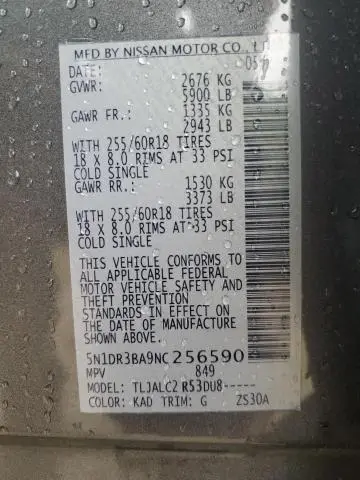 MFD BY NISSAN MOTOR CO., LT
DATE: 05
GVWR: 2676 KG
5900 LB
GAWR FR.: 1335 KG
2943 LB
WITH 255/60R18 TIRES
18 X 8.0 RIMS AT 33 PSI
COLD SINGLE
GAWR RR.: 1530 KG
3373 LB
WITH 255/60R18 TIRES
18 X 8.0 RIMS AT 33 PSI
COLD SINGLE
THIS VEHICLE CONFORMS TO
ALL APPLICABLE FEDERAL
MOTOR VEHICLE SAFETY AND
THEFT PREVENTION
STANDARDS IN EFFECT ON
THE DATE OF MANUFACTURE
SHOWN ABOVE.
5N1DR3BA9NC256590
MPV 849
MODEL: TLJALC2 R53DU8-----
COLOR: KAD TRIM: G ZS30A